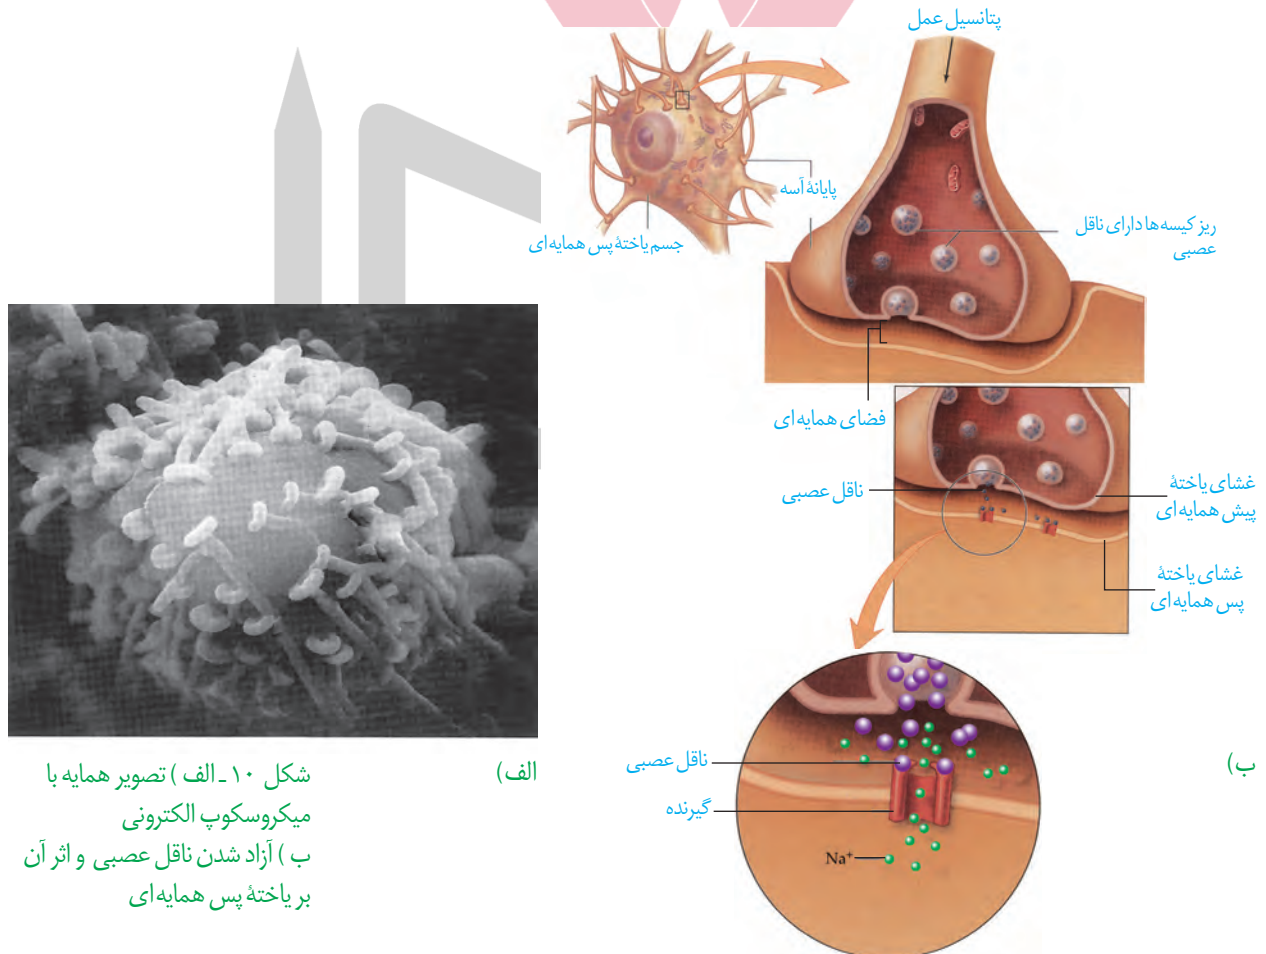 پتانسیل عمل
پایانهٔ آسه
جسم یاختهٔ پس همایه‌ای
ریز کیسه‌ها دارای ناقل
عصبی
فضای همایه‌ای
ناقل عصبی
غشای یاختهٔ
پیش همایه‌ای
غشای یاختهٔ
پس همایه‌ای
ناقل عصبی
گیرنده
Na⁺
ب)
الف)
شکل ۱۰ ـ الف ) تصویر همایه با
میکروسکوپ الکترونی
ب ) آزاد شدن ناقل عصبی و اثر آن
بر یاختهٔ پس همایه‌ای